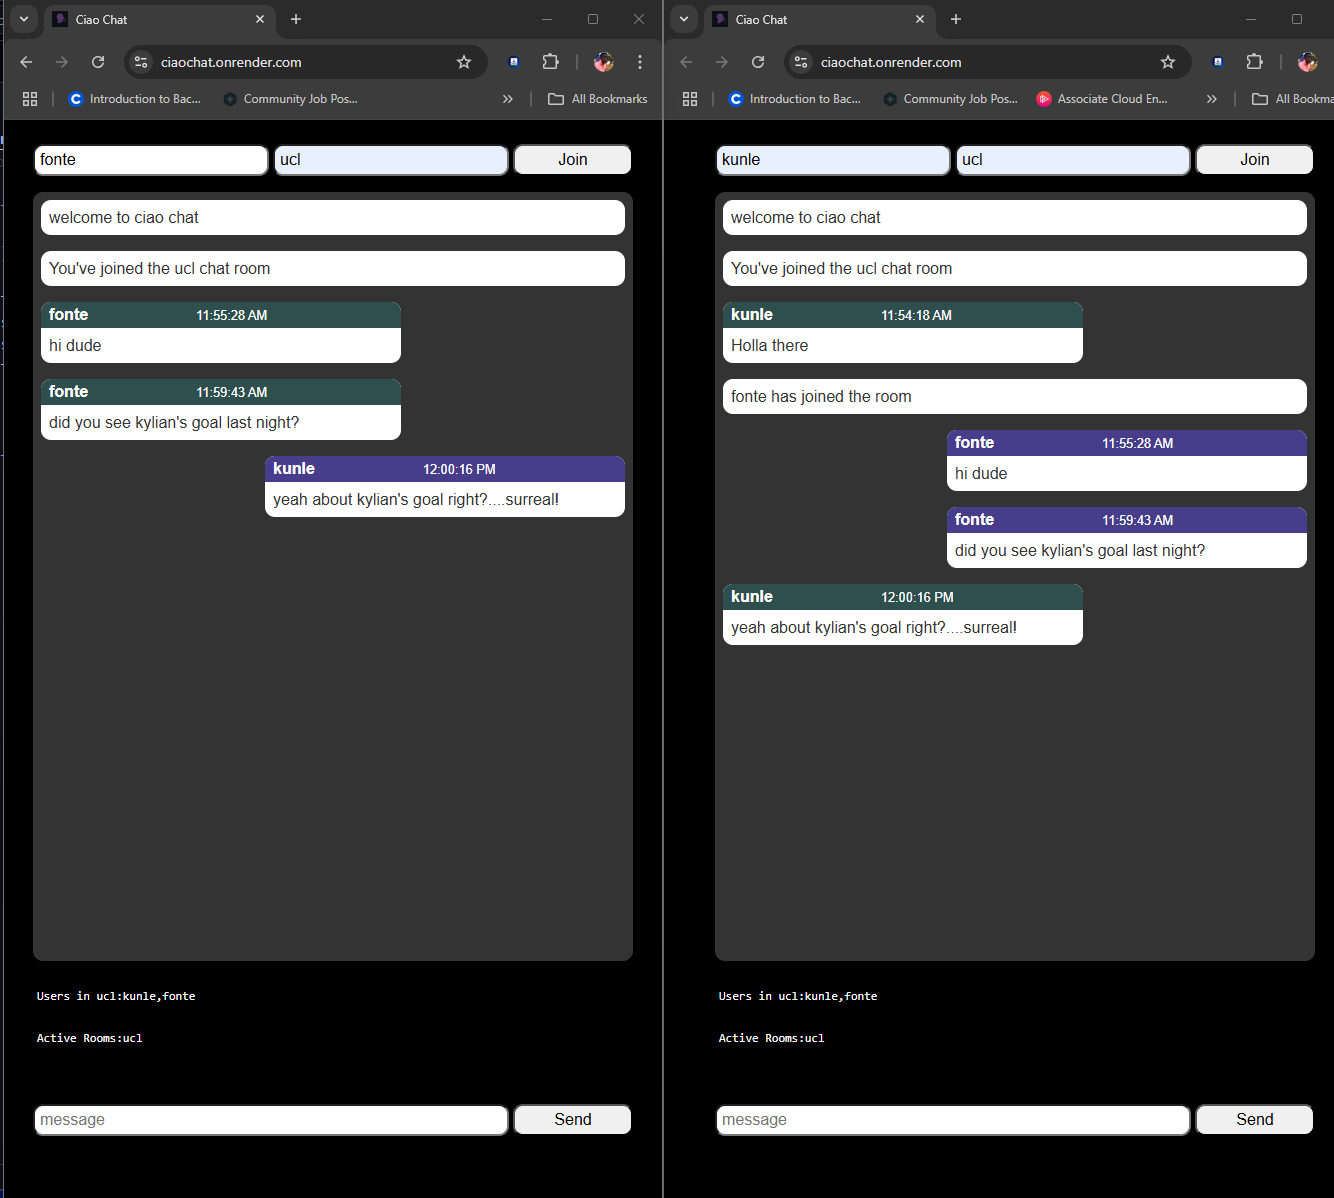 Ciao Chat
ciaochat.onrender.com
Introduction to Bac... Community Job Pos... All Bookmarks
fonte ucl Join
welcome to ciao chat
You've joined the ucl chat room
fonte 11:55:28 AM
hi dude
fonte 11:59:43 AM
did you see kylian's goal last night?
kunle 12:00:16 PM
yeah about kylian's goal right?....surreal!
Users in ucl:kunle,fonte
Active Rooms:ucl
message Send
Ciao Chat
ciaochat.onrender.com
Introduction to Bac... Community Job Pos... Associate Cloud En... All Bookma
kunle ucl Join
welcome to ciao chat
You've joined the ucl chat room
kunle 11:54:18 AM
Holla there
fonte has joined the room
fonte 11:55:28 AM
hi dude
fonte 11:59:43 AM
did you see kylian's goal last night?
kunle 12:00:16 PM
yeah about kylian's goal right?....surreal!
Users in ucl:kunle,fonte
Active Rooms:ucl
message Send